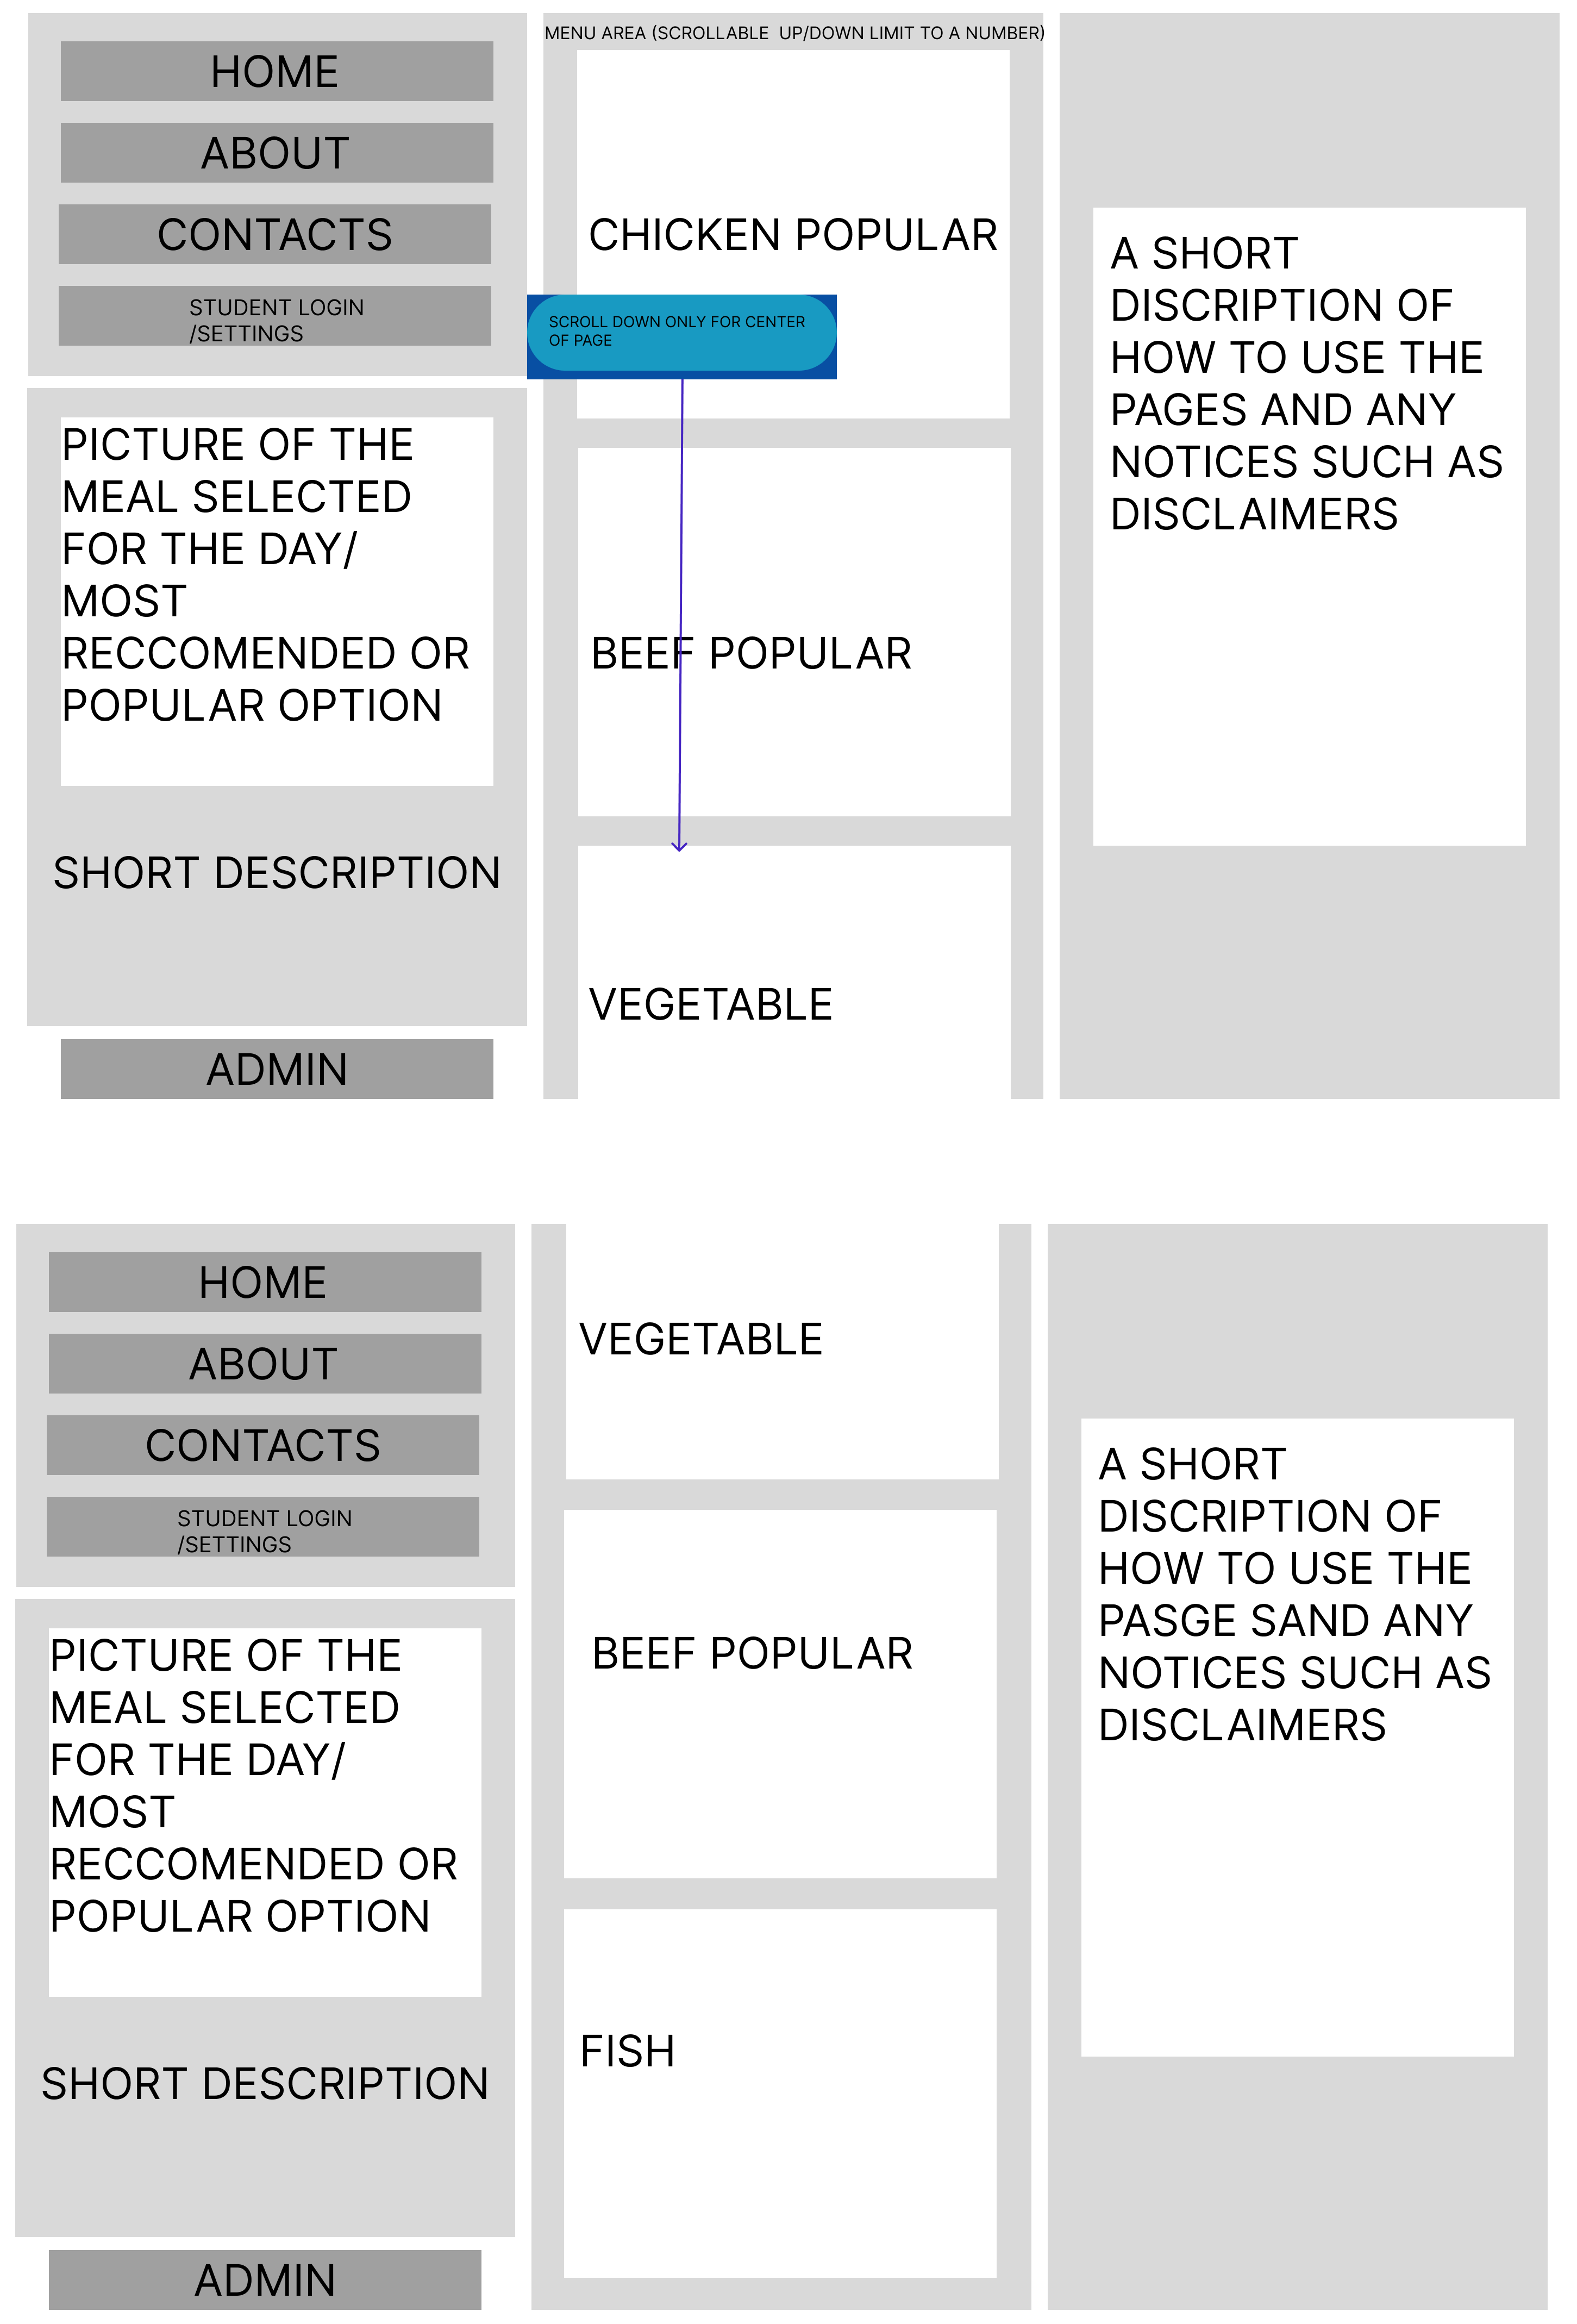 HOME
ABOUT
CONTACTS
STUDENT LOGIN
/SETTINGS
PICTURE OF THE
MEAL SELECTED
FOR THE DAY/
MOST
RECCOMENDED OR
POPULAR OPTION
SHORT DESCRIPTION
ADMIN
MENU AREA (SCROLLABLE  UP/DOWN LIMIT TO A NUMBER)
CHICKEN POPULAR
SCROLL DOWN ONLY FOR CENTER
OF PAGE
BEEF POPULAR
VEGETABLE
A SHORT
DISCRIPTION OF
HOW TO USE THE
PAGES AND ANY
NOTICES SUCH AS
DISCLAIMERS
HOME
ABOUT
CONTACTS
STUDENT LOGIN
/SETTINGS
PICTURE OF THE
MEAL SELECTED
FOR THE DAY/
MOST
RECCOMENDED OR
POPULAR OPTION
SHORT DESCRIPTION
ADMIN
VEGETABLE
BEEF POPULAR
FISH
A SHORT
DISCRIPTION OF
HOW TO USE THE
PASGE SAND ANY
NOTICES SUCH AS
DISCLAIMERS